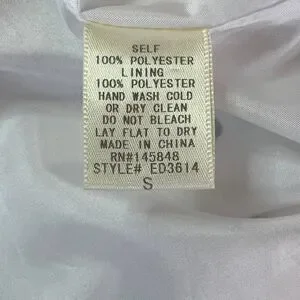 SELF
100% POLYESTER
LINING
100% POLYESTER
HAND WASH COLD
OR DRY CLEAN
DO NOT BLEACH
LAY FLAT TO DRY
MADE IN CHINA
RN#145848
STYLE# ED3614
S